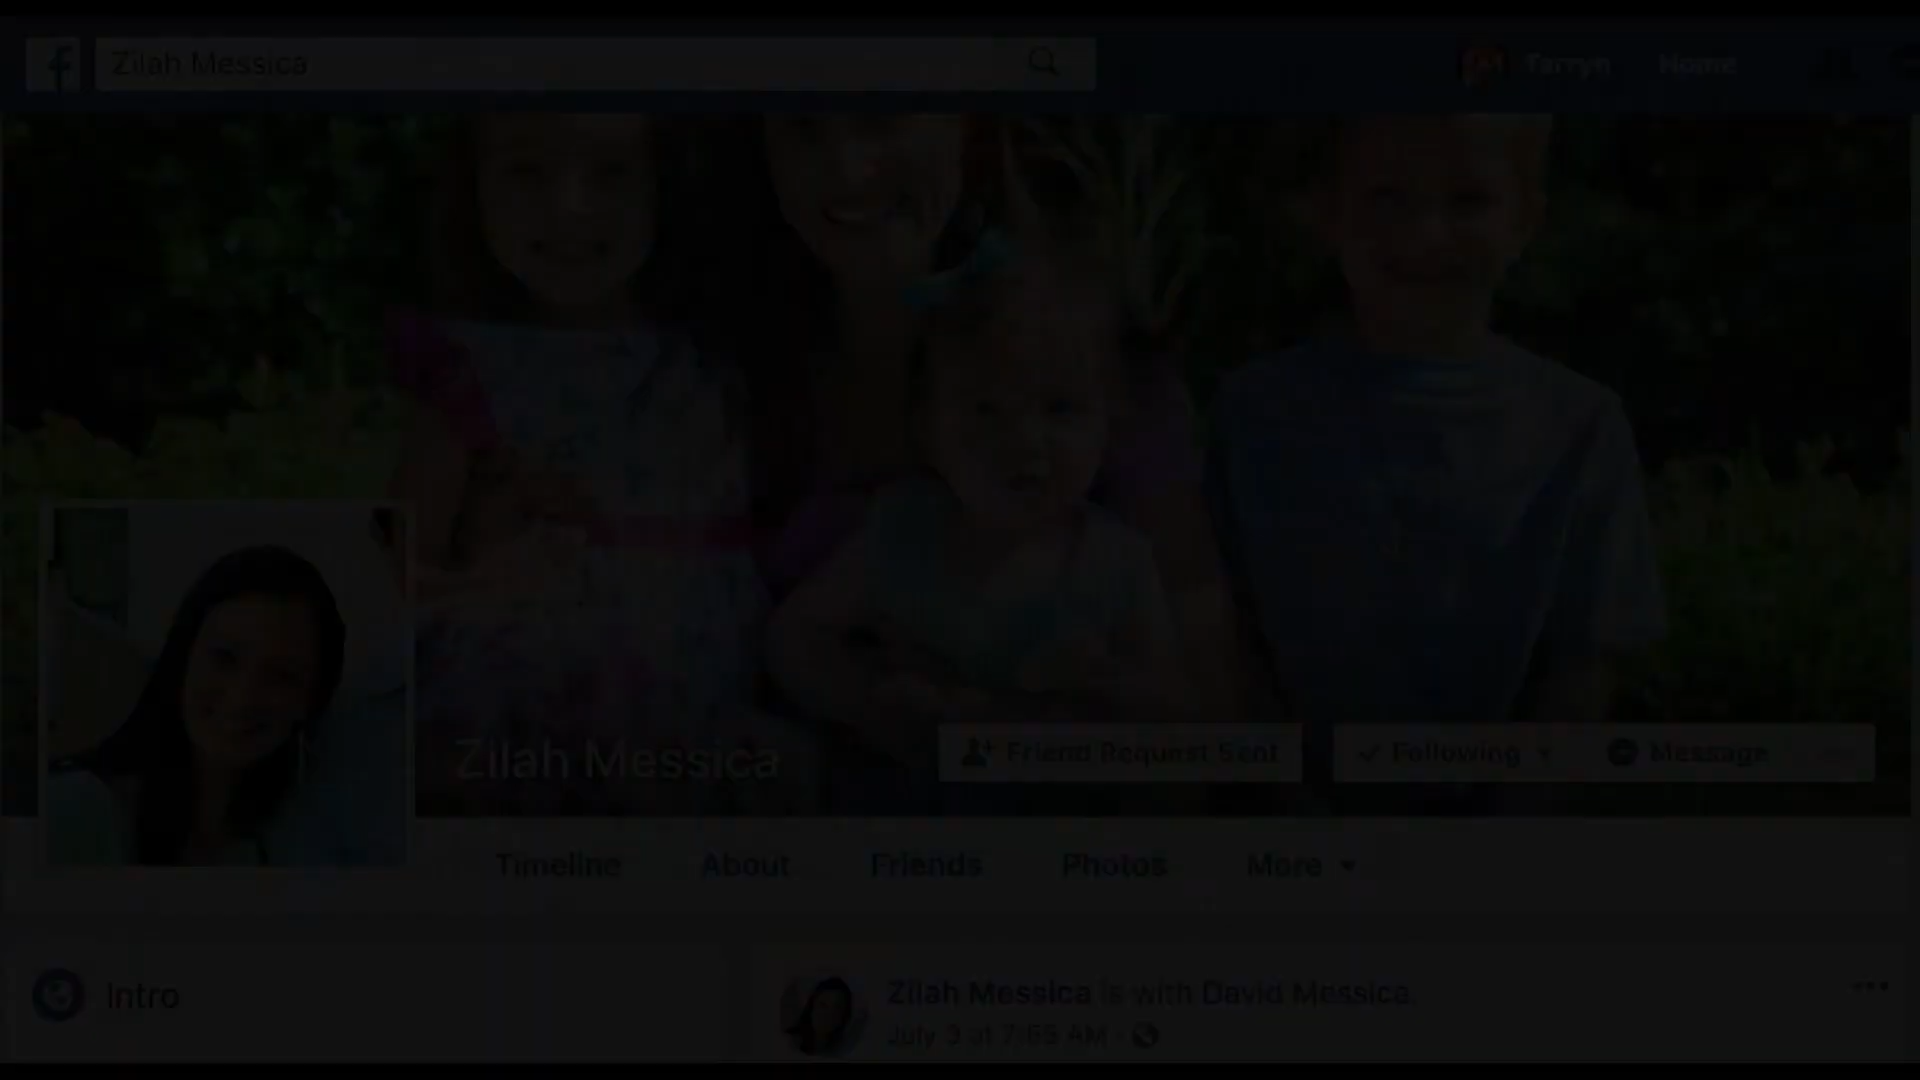 f Zilah Messica
Tarryn Home
Zilah Messica
Friend Request Sent
Following
Message
Timeline About Friends Photos More
Intro
Zilah Messica is with David Messica.
July 3 at 7:55 AM